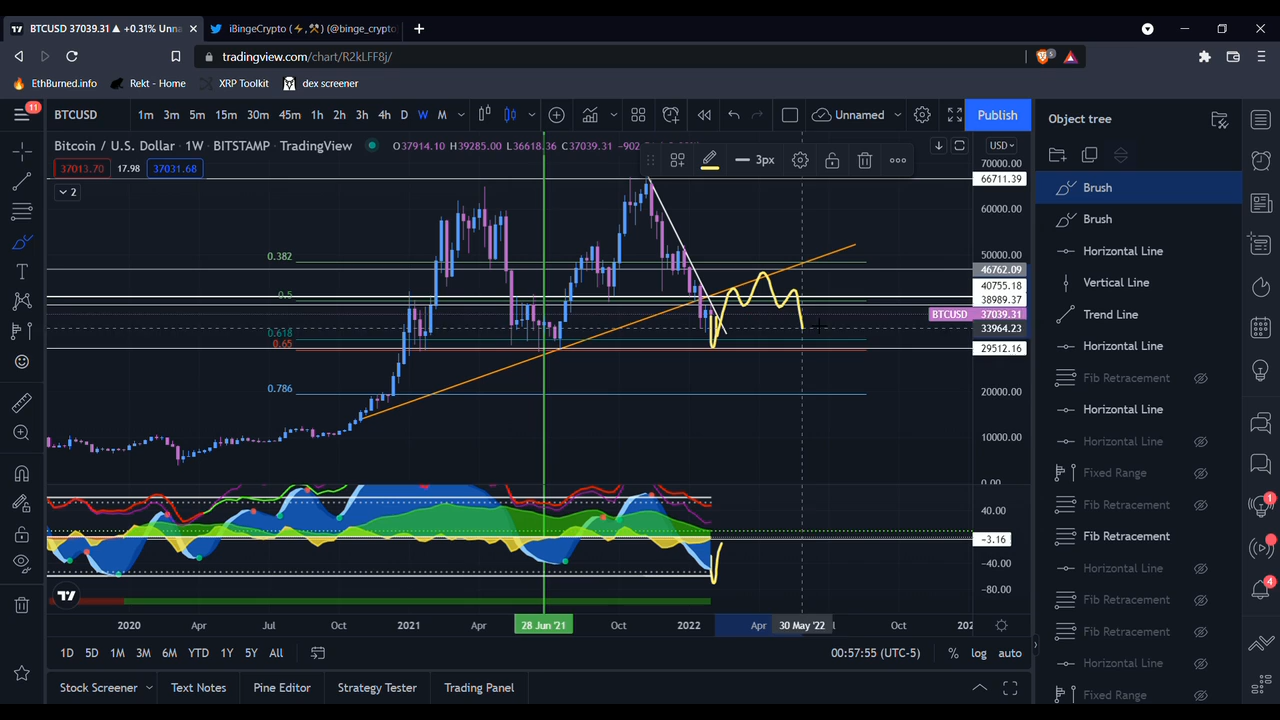 BTCUSD 37039.31 ▲ +0.31% Unna
iBingeCrypto (⚡,⚒) (@binge_crypto
tradingview.com/chart/R2kLFF8j/
5
EthBurned.info
Rekt - Home
XRP Toolkit
dex screener
11
BTCUSD
1m 3m 5m 15m 30m 45m 1h 2h 3h 4h D W M
Unnamed
Publish
Object tree
Bitcoin / U.S. Dollar · 1W · BITSTAMP · TradingView
O37914.10 H39285.00 L36618.36 C37039.31 -902
USD
37013.70 17.98 37031.68
3px
2
70000.00
66711.39
60000.00
50000.00
46762.09
40755.18
38989.37
BTCUSD 37039.31
33964.23
29512.16
20000.00
10000.00
0.00
40.00
-3.16
-40.00
-80.00
0.382
0.5
0.618
0.65
0.786
2020 Apr Jul Oct 2021 Apr 28 Jun '21 Oct 2022 Apr 30 May '22 Oct 202
1D 5D 1M 3M 6M YTD 1Y 5Y All
00:57:55 (UTC-5)
% log auto
Stock Screener
Text Notes
Pine Editor
Strategy Tester
Trading Panel
Brush
Brush
Horizontal Line
Vertical Line
Trend Line
Horizontal Line
Fib Retracement
Horizontal Line
Horizontal Line
Fixed Range
Fib Retracement
Fib Retracement
Horizontal Line
Fib Retracement
Fib Retracement
Horizontal Line
Fixed Range
1
4